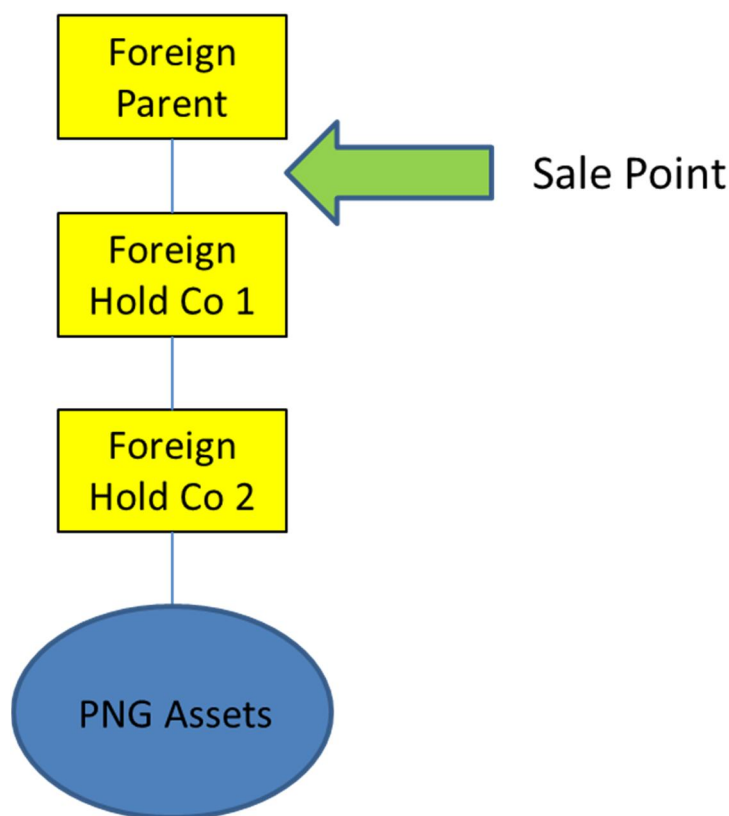 Foreign
Parent
Sale Point
Foreign
Hold Co 1
Foreign
Hold Co 2
PNG Assets